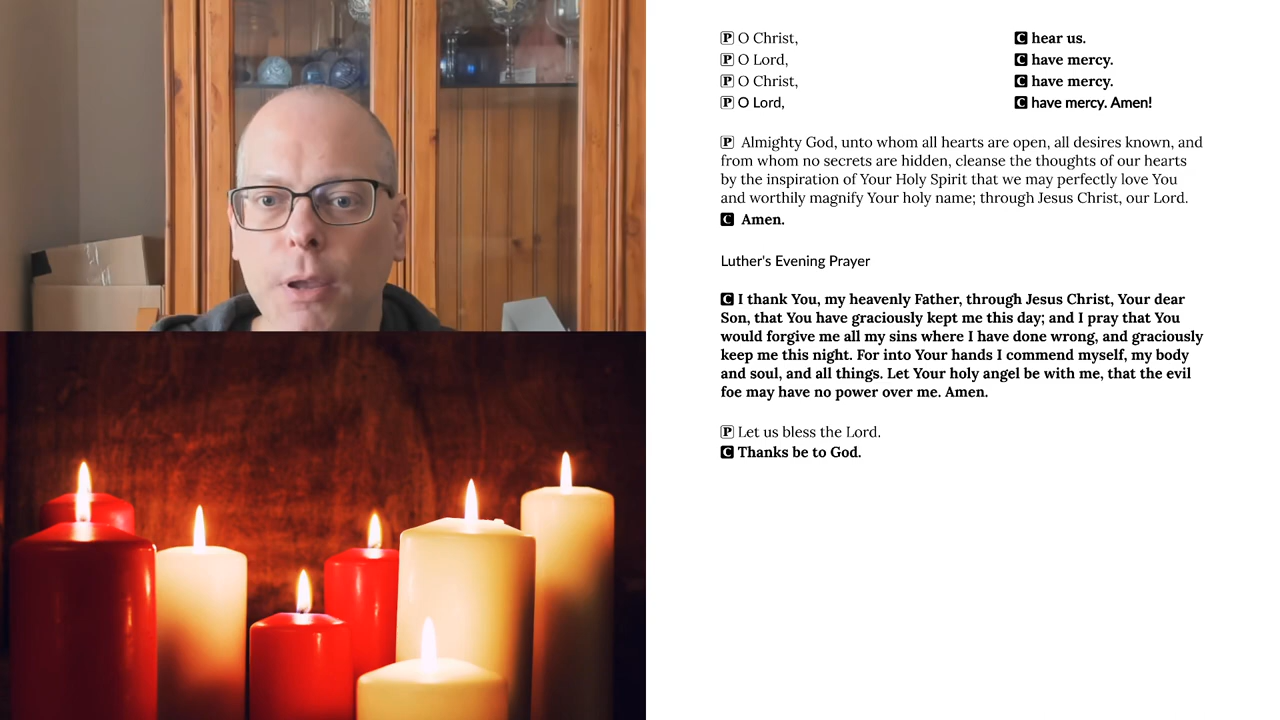 P O Christ, C hear us.
P O Lord, C have mercy.
P O Christ, C have mercy.
P O Lord, C have mercy. Amen!
P Almighty God, unto whom all hearts are open, all desires known, and
from whom no secrets are hidden, cleanse the thoughts of our hearts
by the inspiration of Your Holy Spirit that we may perfectly love You
and worthily magnify Your holy name; through Jesus Christ, our Lord.
C Amen.
Luther's Evening Prayer
C I thank You, my heavenly Father, through Jesus Christ, Your dear
Son, that You have graciously kept me this day; and I pray that You
would forgive me all my sins where I have done wrong, and graciously
keep me this night. For into Your hands I commend myself, my body
and soul, and all things. Let Your holy angel be with me, that the evil
foe may have no power over me. Amen.
P Let us bless the Lord.
C Thanks be to God.